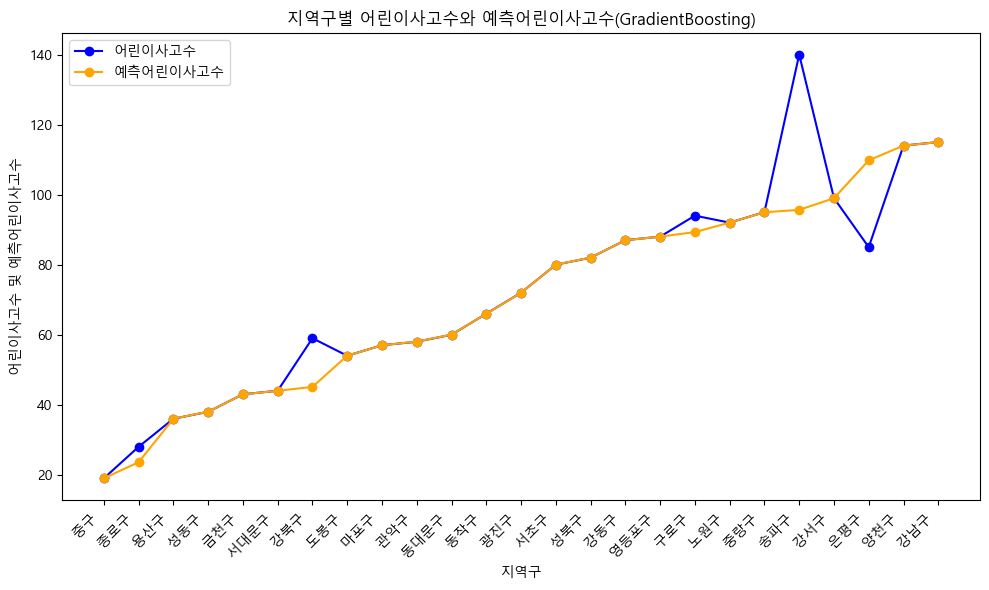 지역구별 어린이사고수와 예측어린이사고수(GradientBoosting)
어린이사고수
예측어린이사고수
어린이사고수 및 예측어린이사고수
140
120
100
80
60
40
20
중구
종로구
용산구
성동구
금천구
서대문구
강북구
도봉구
마포구
관악구
동대문구
동작구
광진구
서초구
성북구
강동구
영등포구
구로구
노원구
중랑구
송파구
강서구
은평구
양천구
강남구
지역구